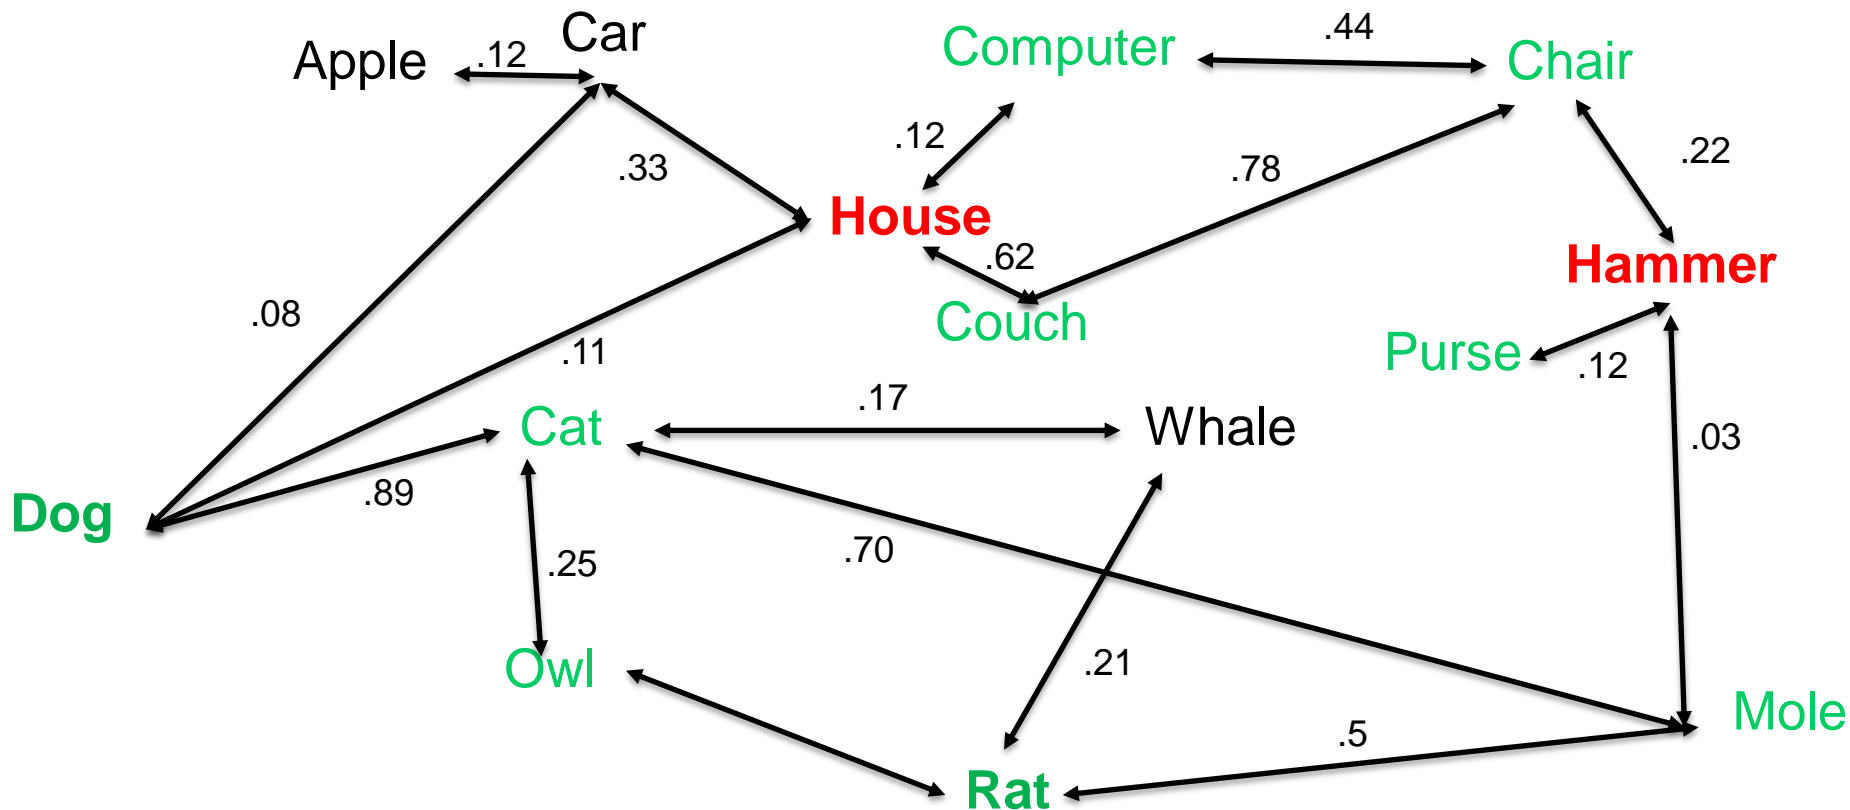 Apple
.12
Car
Computer
.44
Chair
.12
.33
.78
.22
House
.62
Hammer
.08
Couch
.11
Purse
.12
.17
Cat
Whale
.03
.89
Dog
.70
.25
Owl
.21
Mole
.5
Rat